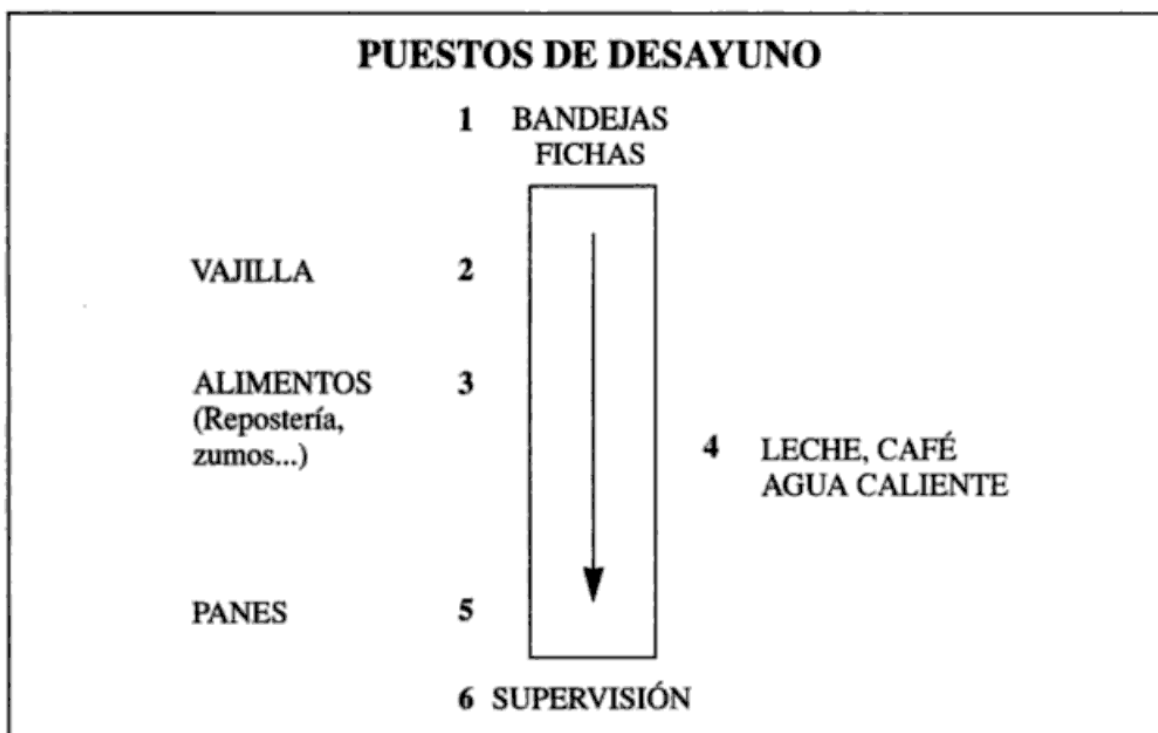 PUESTOS DE DESAYUNO
1 BANDEJAS
FICHAS
VAJILLA 2
ALIMENTOS 3
(Repostería,
zumos...)
4 LECHE, CAFÉ
AGUA CALIENTE
PANES 5
6 SUPERVISIÓN